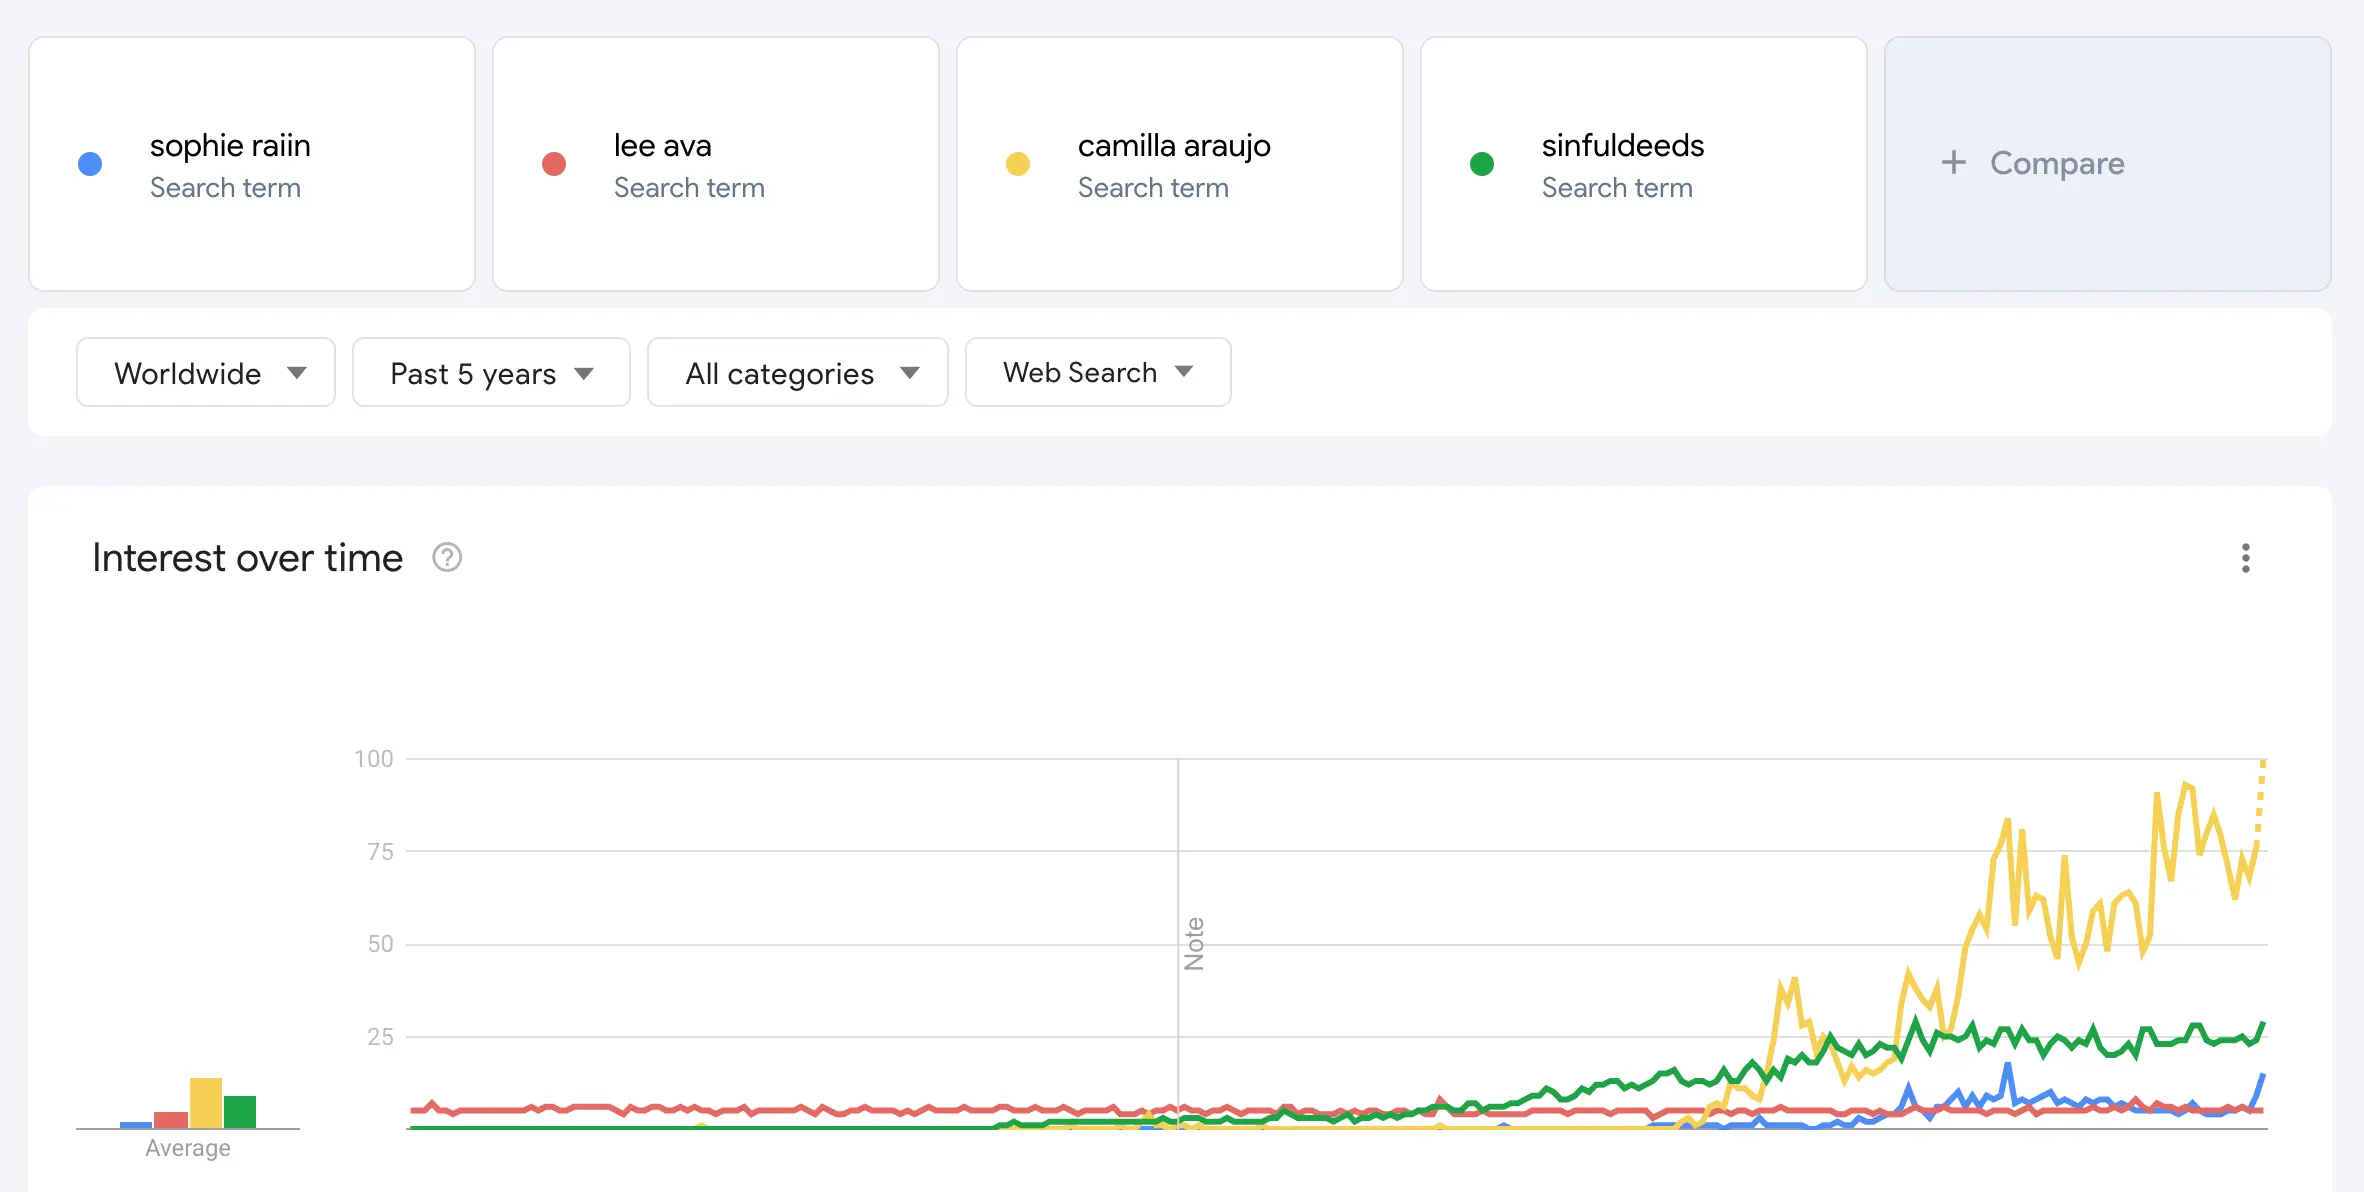 sophie raiin
Search term
lee ava
Search term
camilla araujo
Search term
sinfuldeeds
Search term
+ Compare
Worldwide
Past 5 years
All categories
Web Search
Interest over time ?
100
75
50
25
Note
Average